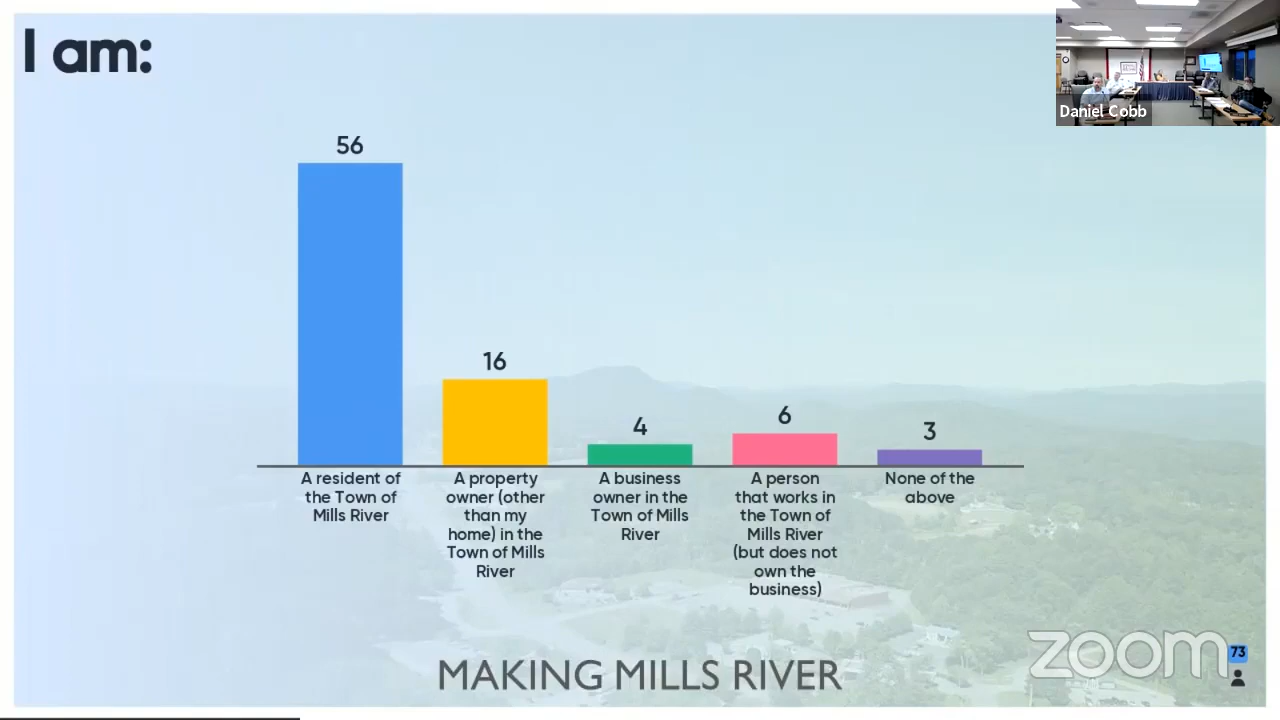 I am:
Daniel Cobb
56
16
4
6
3
A resident of
the Town of
Mills River
A property
owner (other
than my
home) in the
Town of Mills
River
A business
owner in the
Town of Mills
River
A person
that works in
the Town of
Mills River
(but does not
own the
business)
None of the
above
MAKING MILLS RIVER
zoom
73